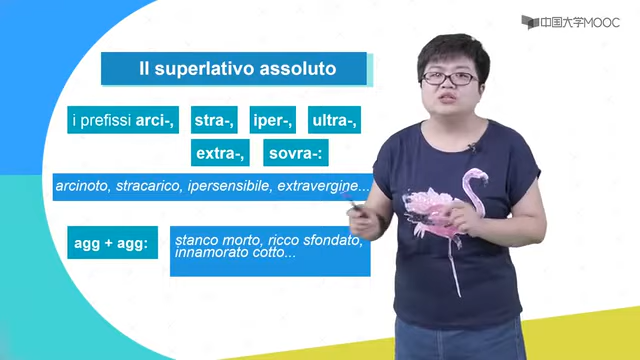 中国大学MOOC
Il superlativo assoluto
i prefissi arci-, stra-, iper-, ultra-,
extra-, sovra-:
arcinoto, stracarico, ipersensibile, extravergine...
agg + agg:
stanco morto, ricco sfondato,
innamorato cotto...